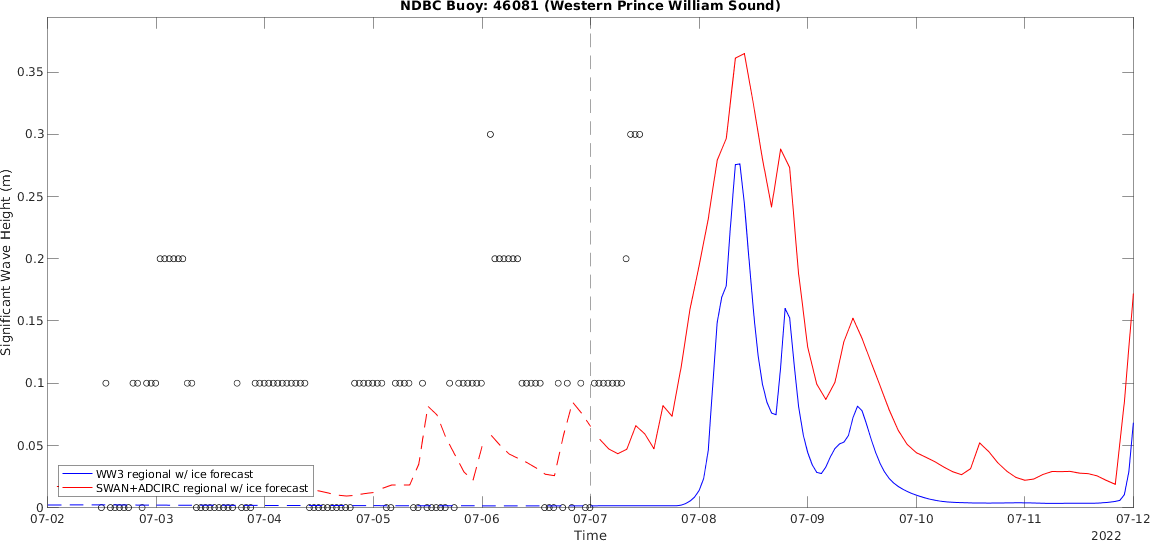 NDBC Buoy: 46081 (Western Prince William Sound)
Significant Wave Height (m)
0.35
0.3
0.25
0.2
0.15
0.1
0.05
0
WW3 regional w/ ice forecast
SWAN+ADCIRC regional w/ ice forecast
07-02 07-03 07-04 07-05 07-06 07-07 07-08 07-09 07-10 07-11 07-12
Time
2022